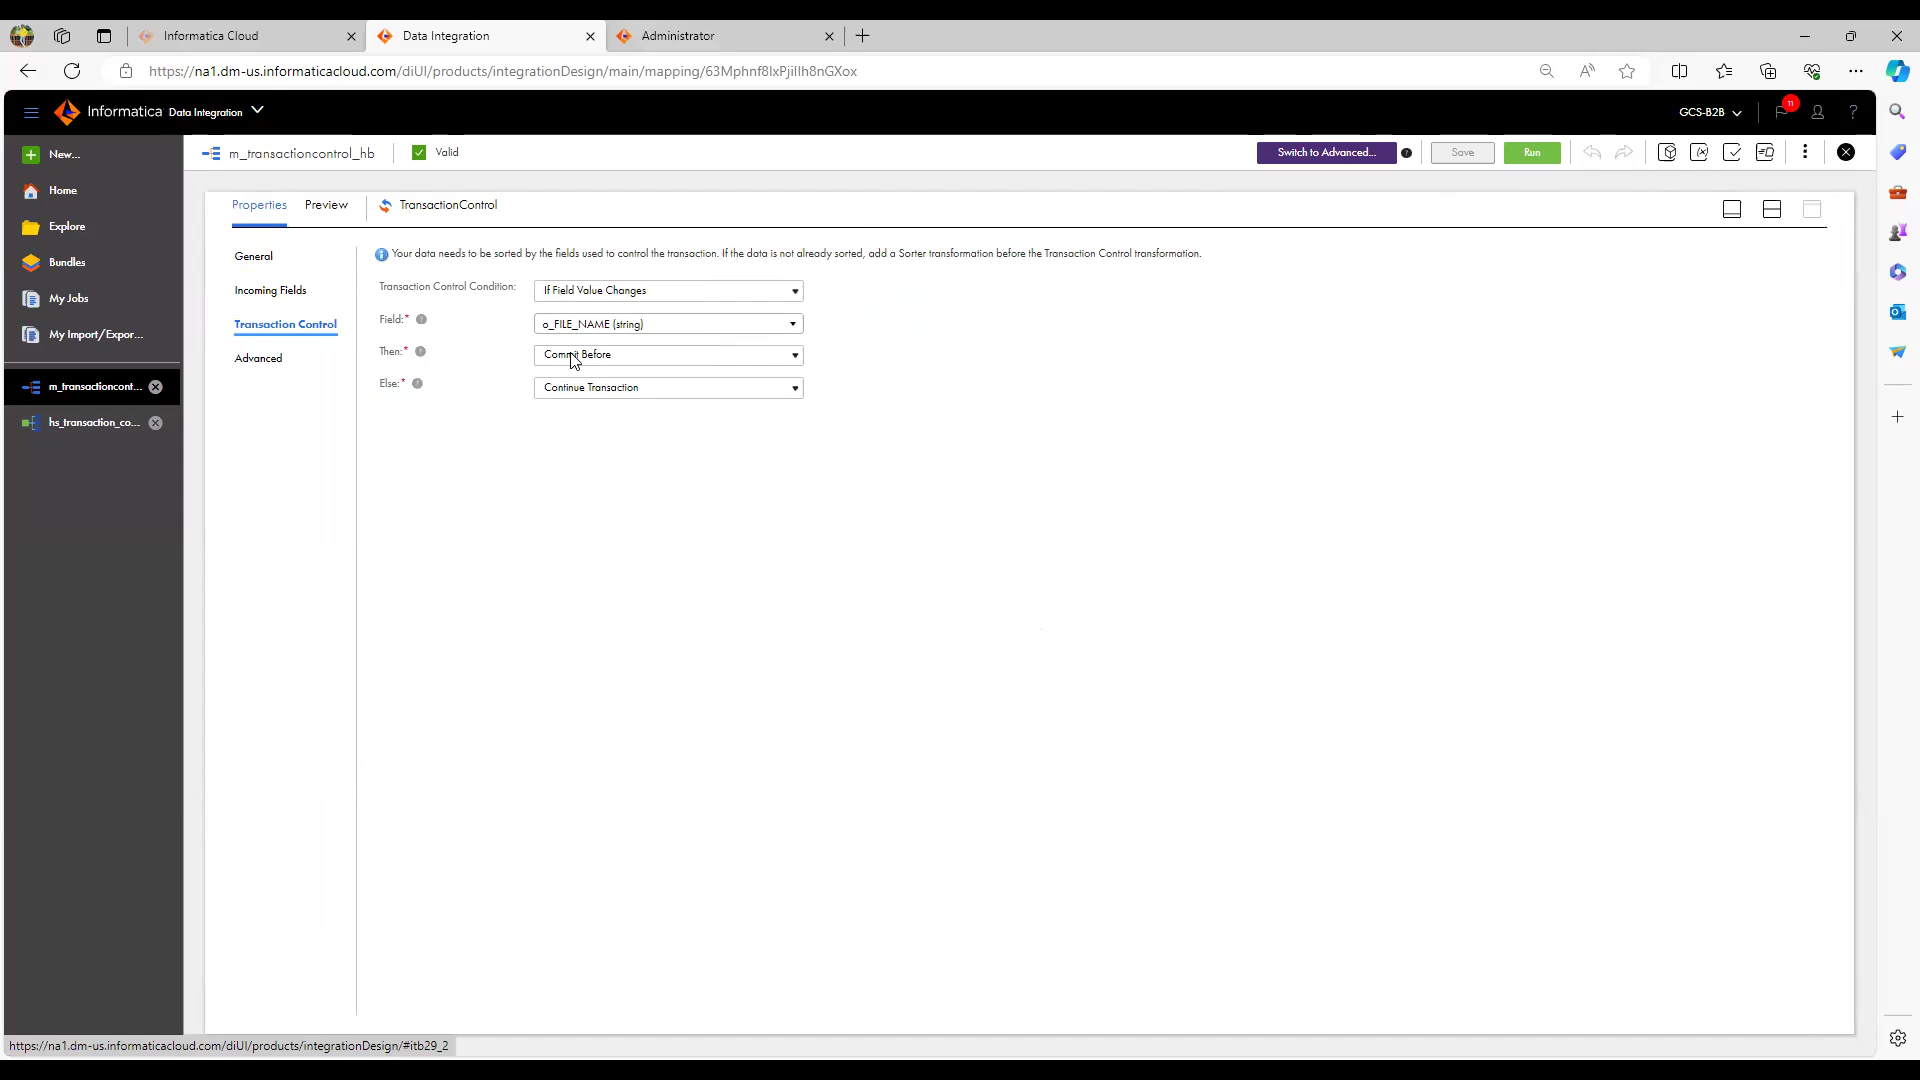 Informatica Cloud
Data Integration
Administrator
https://na1.dm-us.informaticacloud.com/diUI/products/integrationDesign/main/mapping/63Mphnf8IxPjiIlh8nGXox
Informatica Data Integration
GCS-B2B
11
?
New...
Home
Explore
Bundles
My Jobs
My Import/Expor...
m_transactioncont...
hs_transaction_co...
m_transactioncontrol_hb
Valid
Switch to Advanced...
?
Save
Run
Properties
Preview
TransactionControl
General
Incoming Fields
Transaction Control
Advanced
Your data needs to be sorted by the fields used to control the transaction. If the data is not already sorted, add a Sorter transformation before the Transaction Control transformation.
Transaction Control Condition: If Field Value Changes
Field:* ? o_FILE_NAME (string)
Then:* ? Commit Before
Else:* ? Continue Transaction
https://na1.dm-us.informaticacloud.com/diUI/products/integrationDesign/#itb29_2